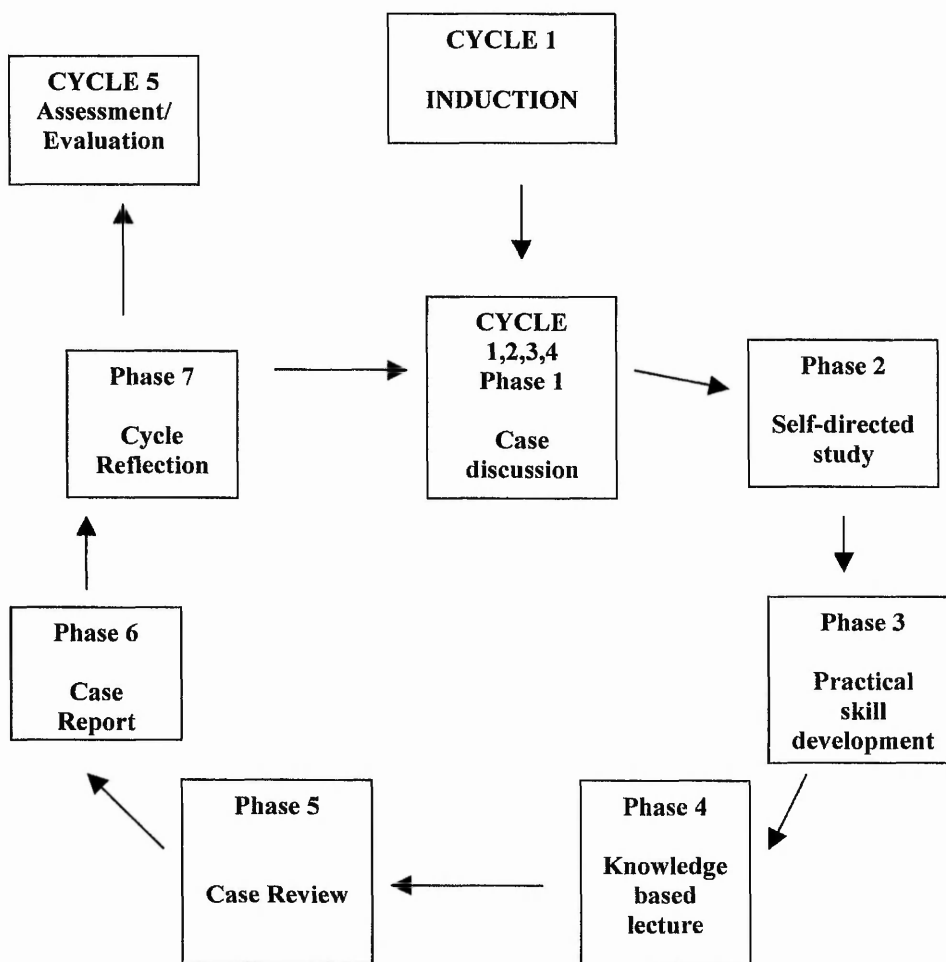 CYCLE 1
INDUCTION
CYCLE 5
Assessment/
Evaluation
CYCLE
1,2,3,4
Phase 1
Case
discussion
Phase 2
Self-directed
study
Phase 3
Practical
skill
development
Phase 4
Knowledge
based
lecture
Phase 5
Case Review
Phase 6
Case
Report
Phase 7
Cycle
Reflection